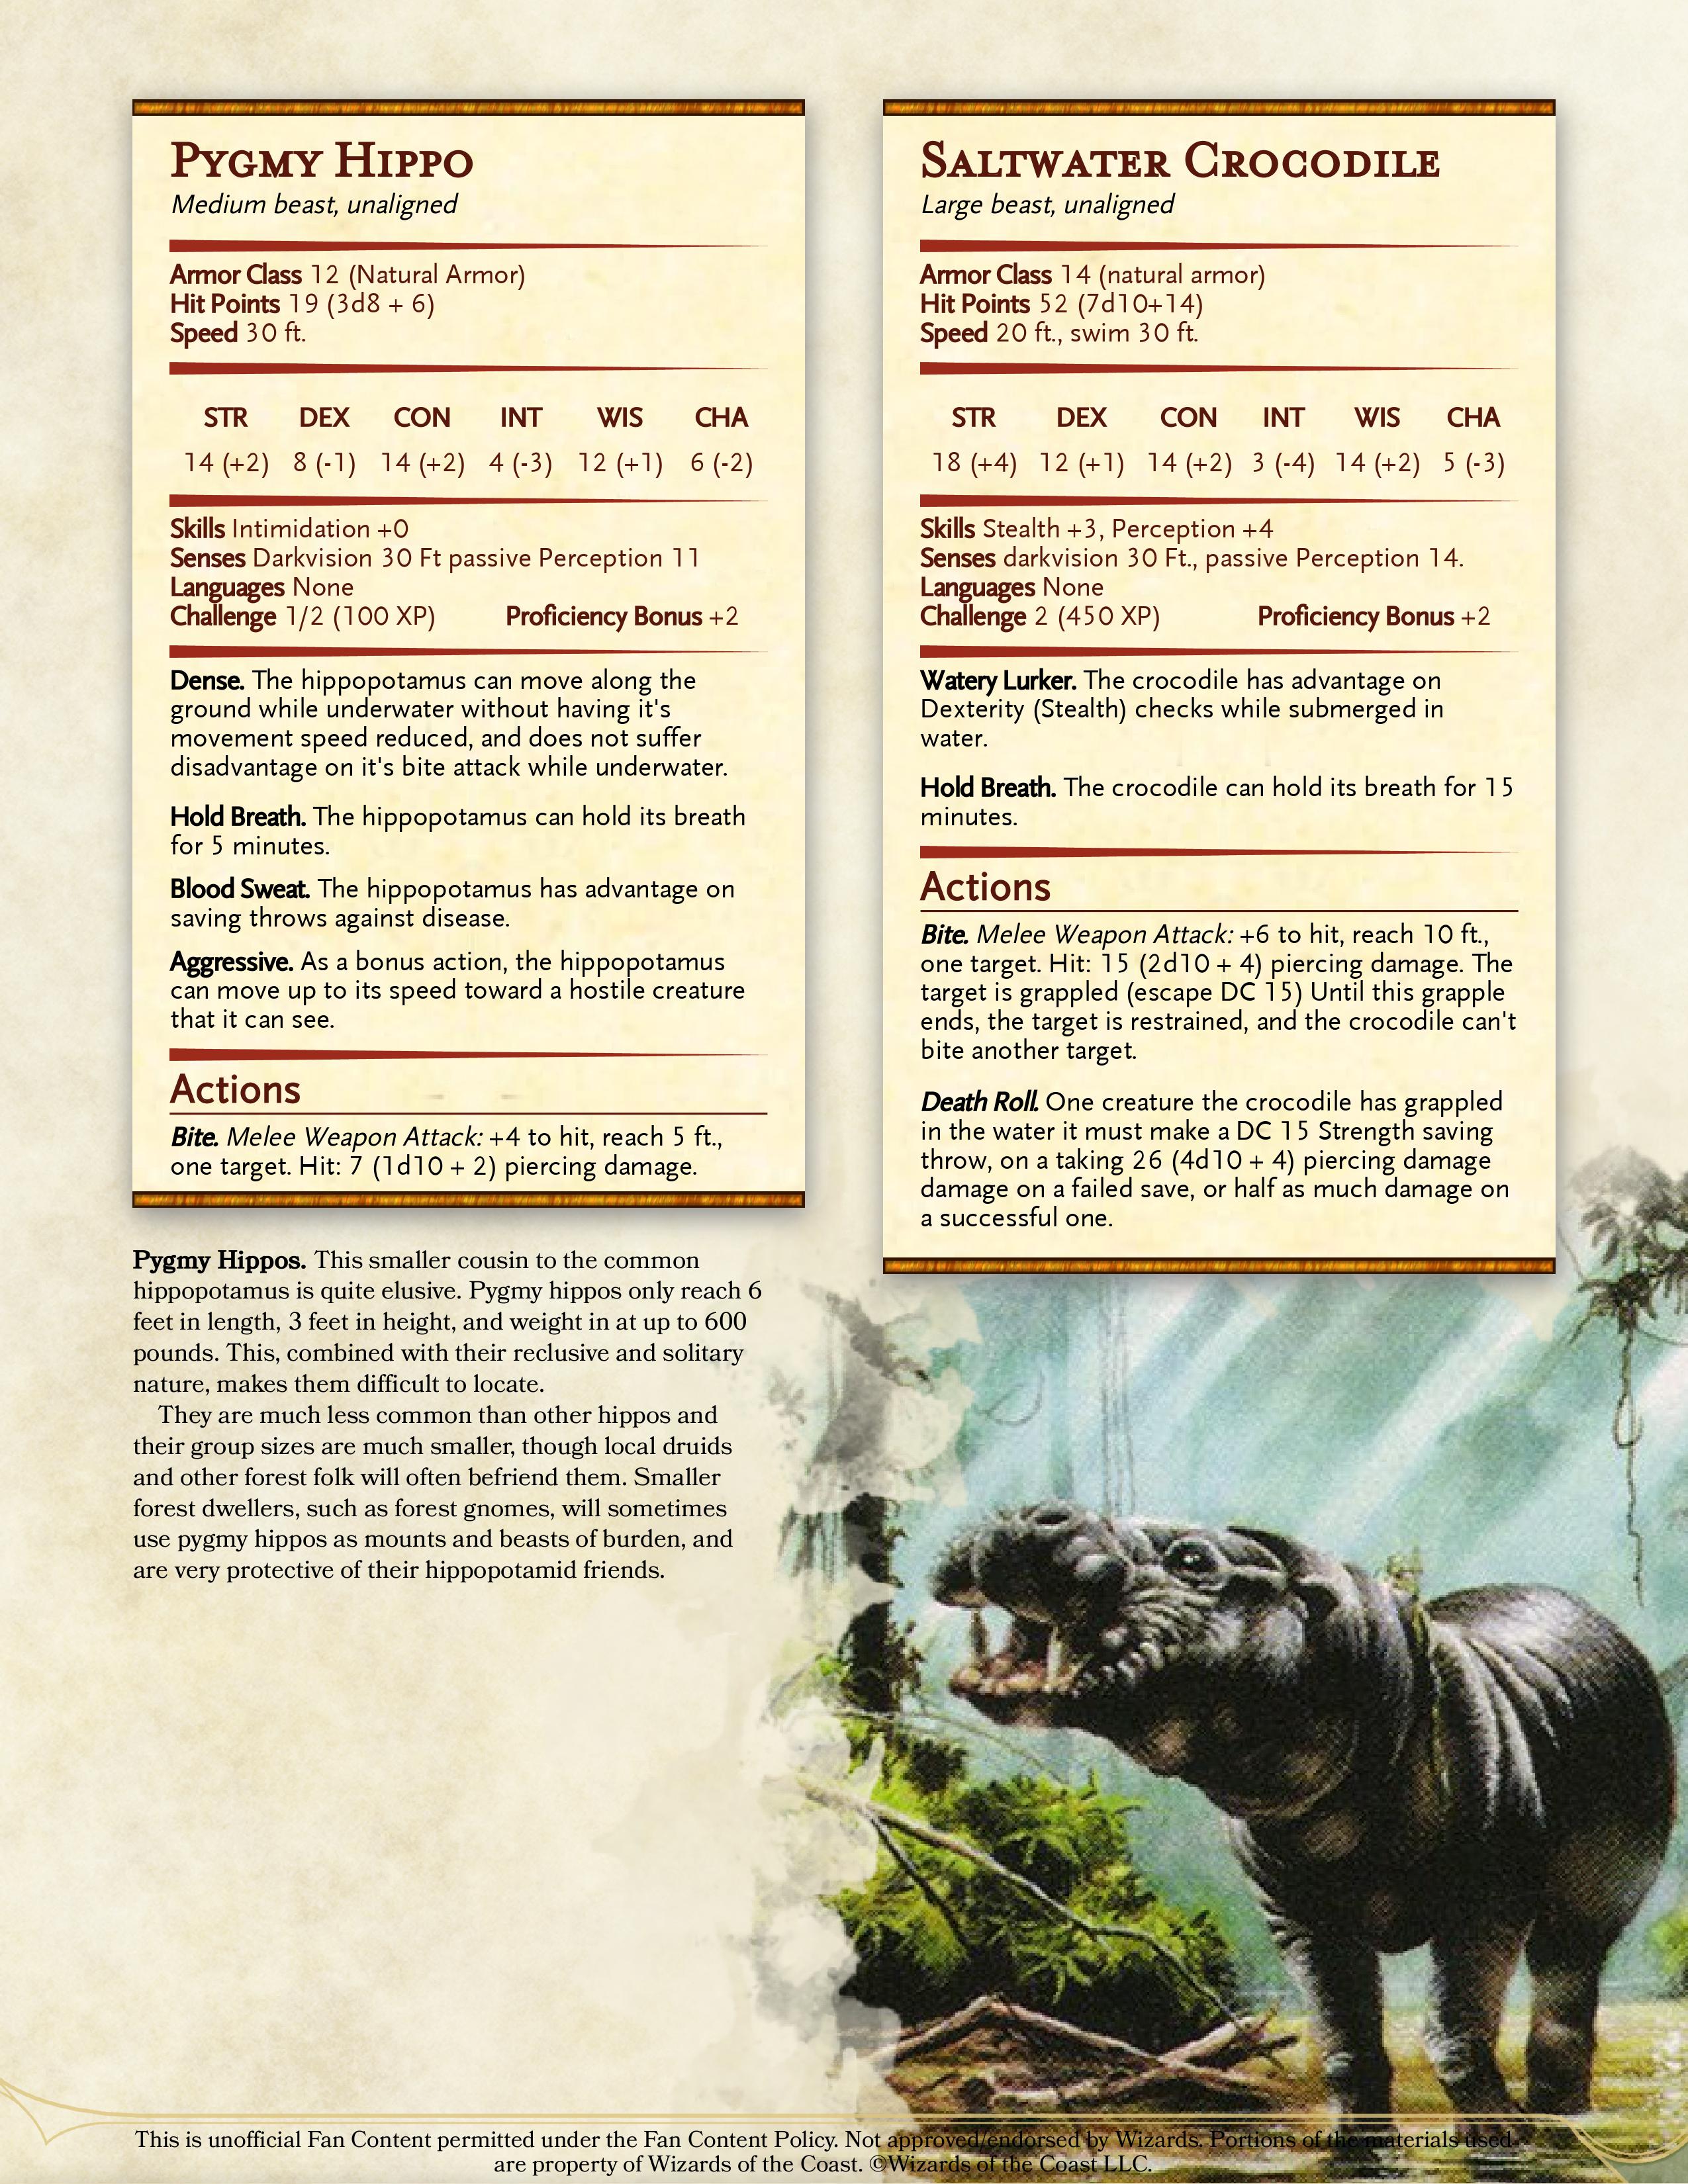 Pygmy Hippo
Medium beast, unaligned
Armor Class 12 (Natural Armor)
Hit Points 19 (3d8 + 6)
Speed 30 ft.
STR DEX CON INT WIS CHA
14 (+2) 8 (-1) 14 (+2) 4 (-3) 12 (+1) 6 (-2)
Skills Intimidation +0
Senses Darkvision 30 Ft passive Perception 11
Languages None
Challenge 1/2 (100 XP) Proficiency Bonus +2
Dense. The hippopotamus can move along the
ground while underwater without having it's
movement speed reduced, and does not suffer
disadvantage on it's bite attack while underwater.
Hold Breath. The hippopotamus can hold its breath
for 5 minutes.
Blood Sweat. The hippopotamus has advantage on
saving throws against disease.
Aggressive. As a bonus action, the hippopotamus
can move up to its speed toward a hostile creature
that it can see.
Actions
Bite. Melee Weapon Attack: +4 to hit, reach 5 ft.,
one target. Hit: 7 (1d10 + 2) piercing damage.
Pygmy Hippos. This smaller cousin to the common
hippopotamus is quite elusive. Pygmy hippos only reach 6
feet in length, 3 feet in height, and weight in at up to 600
pounds. This, combined with their reclusive and solitary
nature, makes them difficult to locate.
They are much less common than other hippos and
their group sizes are much smaller, though local druids
and other forest folk will often befriend them. Smaller
forest dwellers, such as forest gnomes, will sometimes
use pygmy hippos as mounts and beasts of burden, and
are very protective of their hippopotamid friends.
Saltwater Crocodile
Large beast, unaligned
Armor Class 14 (natural armor)
Hit Points 52 (7d10+14)
Speed 20 ft., swim 30 ft.
STR DEX CON INT WIS CHA
18 (+4) 12 (+1) 14 (+2) 3 (-4) 14 (+2) 5 (-3)
Skills Stealth +3, Perception +4
Senses darkvision 30 Ft., passive Perception 14.
Languages None
Challenge 2 (450 XP) Proficiency Bonus +2
Watery Lurker. The crocodile has advantage on
Dexterity (Stealth) checks while submerged in
water.
Hold Breath. The crocodile can hold its breath for 15
minutes.
Actions
Bite. Melee Weapon Attack: +6 to hit, reach 10 ft.,
one target. Hit: 15 (2d10 + 4) piercing damage. The
target is grappled (escape DC 15) Until this grapple
ends, the target is restrained, and the crocodile can't
bite another target.
Death Roll. One creature the crocodile has grappled
in the water it must make a DC 15 Strength saving
throw, on a taking 26 (4d10 + 4) piercing damage
damage on a failed save, or half as much damage on
a successful one.
This is unofficial Fan Content permitted under the Fan Content Policy. Not approved/endorsed by Wizards. Portions of the materials used
are property of Wizards of the Coast. ©Wizards of the Coast LLC.